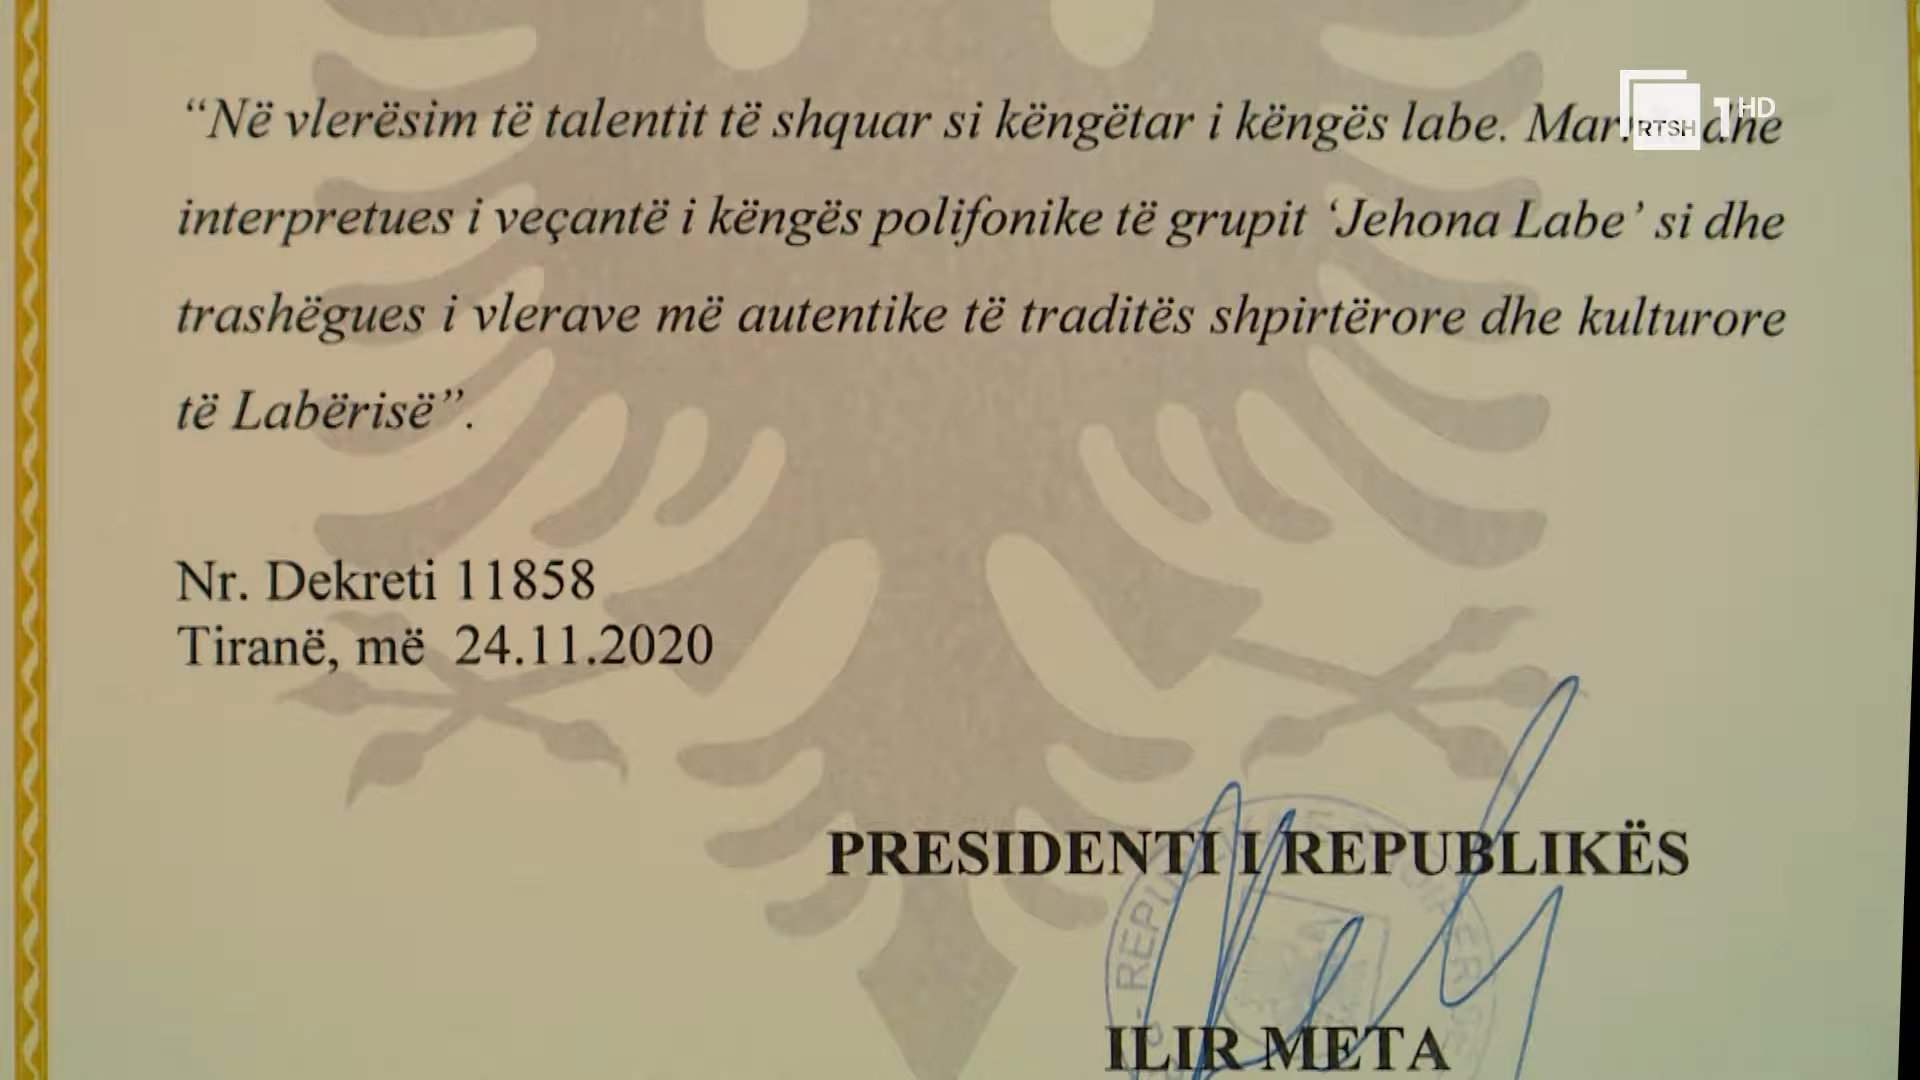 “Në vlerësim të talentit të shquar si këngëtar i këngës labe. dhe
interpretues i veçantë i këngës polifonike të grupit ‘Jehona Labe’ si dhe
trashëgues i vlerave më autentike të traditës shpirtërore dhe kulturore
të Labërisë”.
Nr. Dekreti 11858
Tiranë, më 24.11.2020
PRESIDENTI I REPUBLIKËS
ILIR META
RTSH 1 HD